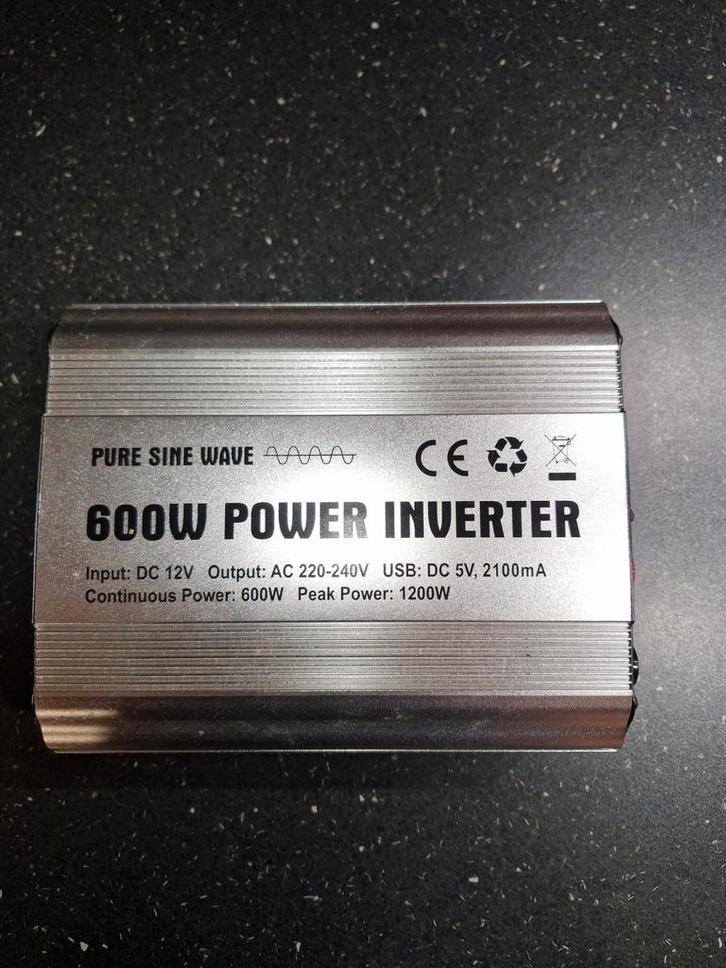 PURE SINE WAVE CE
600W POWER INVERTER
Input: DC 12V Output: AC 220-240V USB: DC 5V, 2100mA
Continuous Power: 600W Peak Power: 1200W